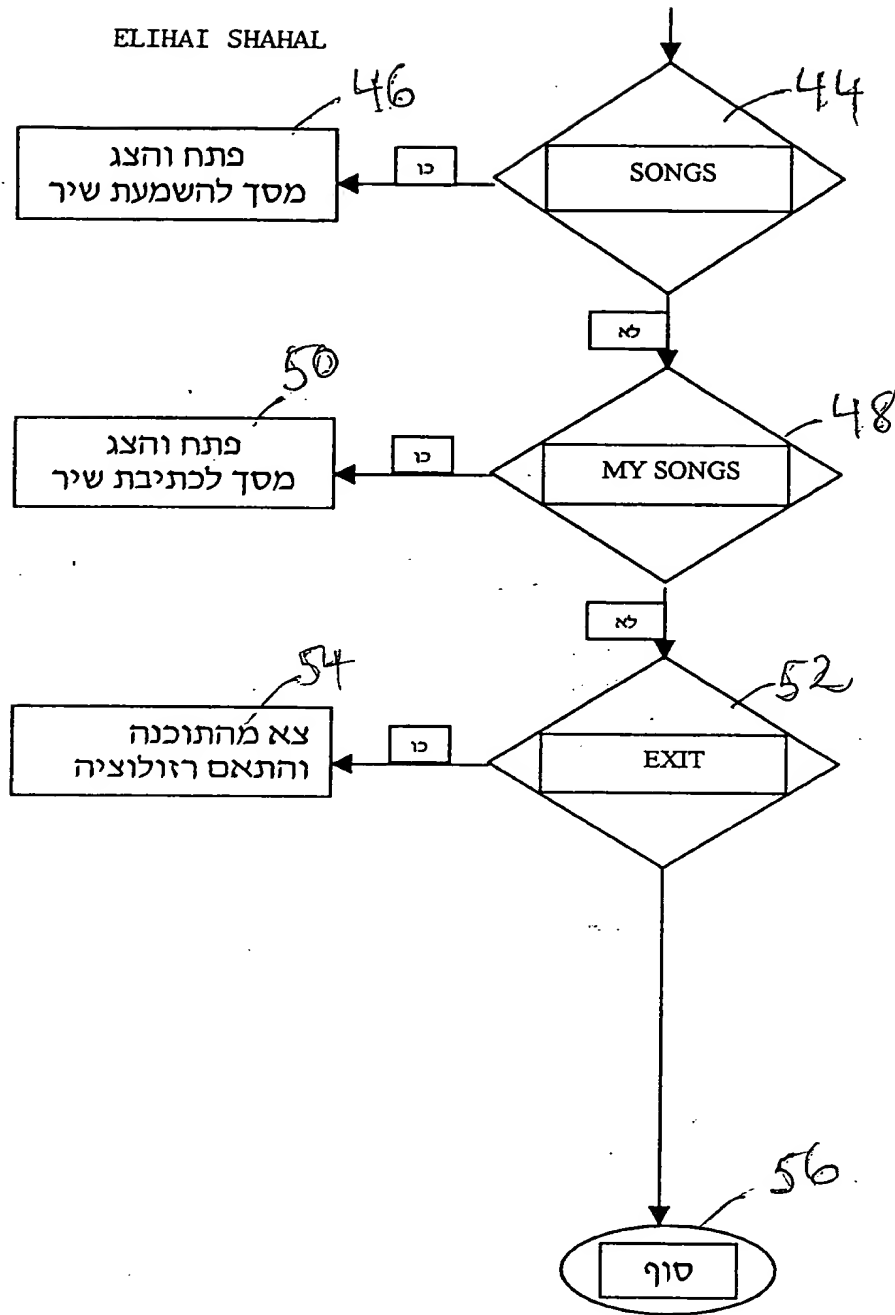 ELIHAI SHAHAL
44
SONGS
46
כן
פתח והצג
מסך להשמעת שיר
לא
48
MY SONGS
50
כן
פתח והצג
מסך לכתיבת שיר
לא
52
EXIT
54
כן
צא מהתוכנה
והתאם רזולוציה
56
סוף